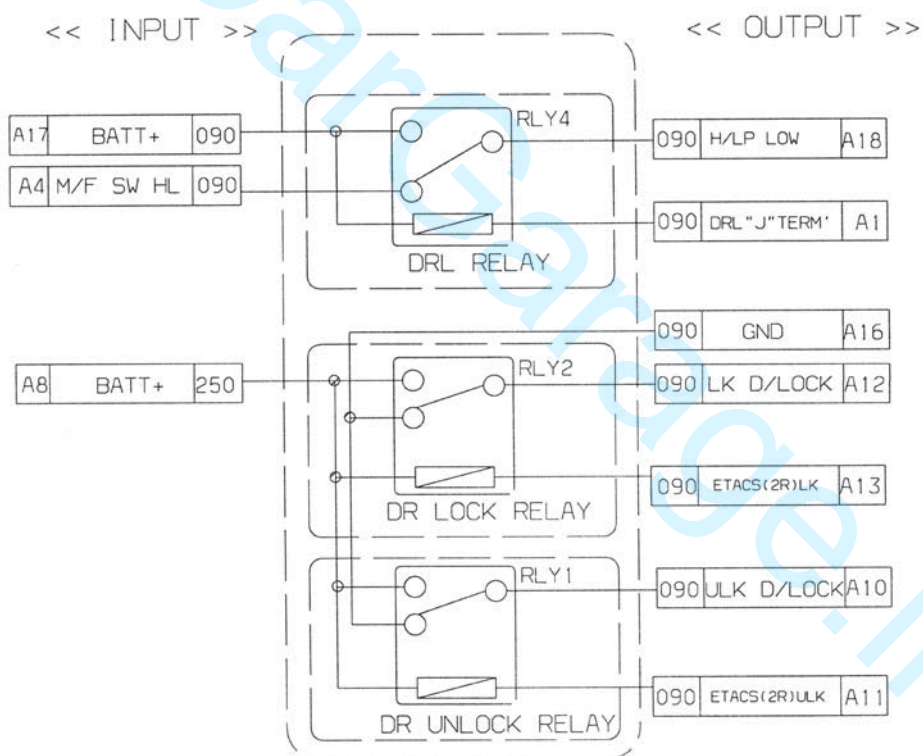 << INPUT >>
<< OUTPUT >>
A17 BATT+ 090
A4 M/F SW HL 090
RLY4
DRL RELAY
090 H/LP LOW A18
090 DRL"J"TERM' A1
090 GND A16
A8 BATT+ 250
RLY2
DR LOCK RELAY
090 LK D/LOCK A12
090 ETACS(2R)LK A13
RLY1
DR UNLOCK RELAY
090 ULK D/LOCK A10
090 ETACS(2R)ULK A11